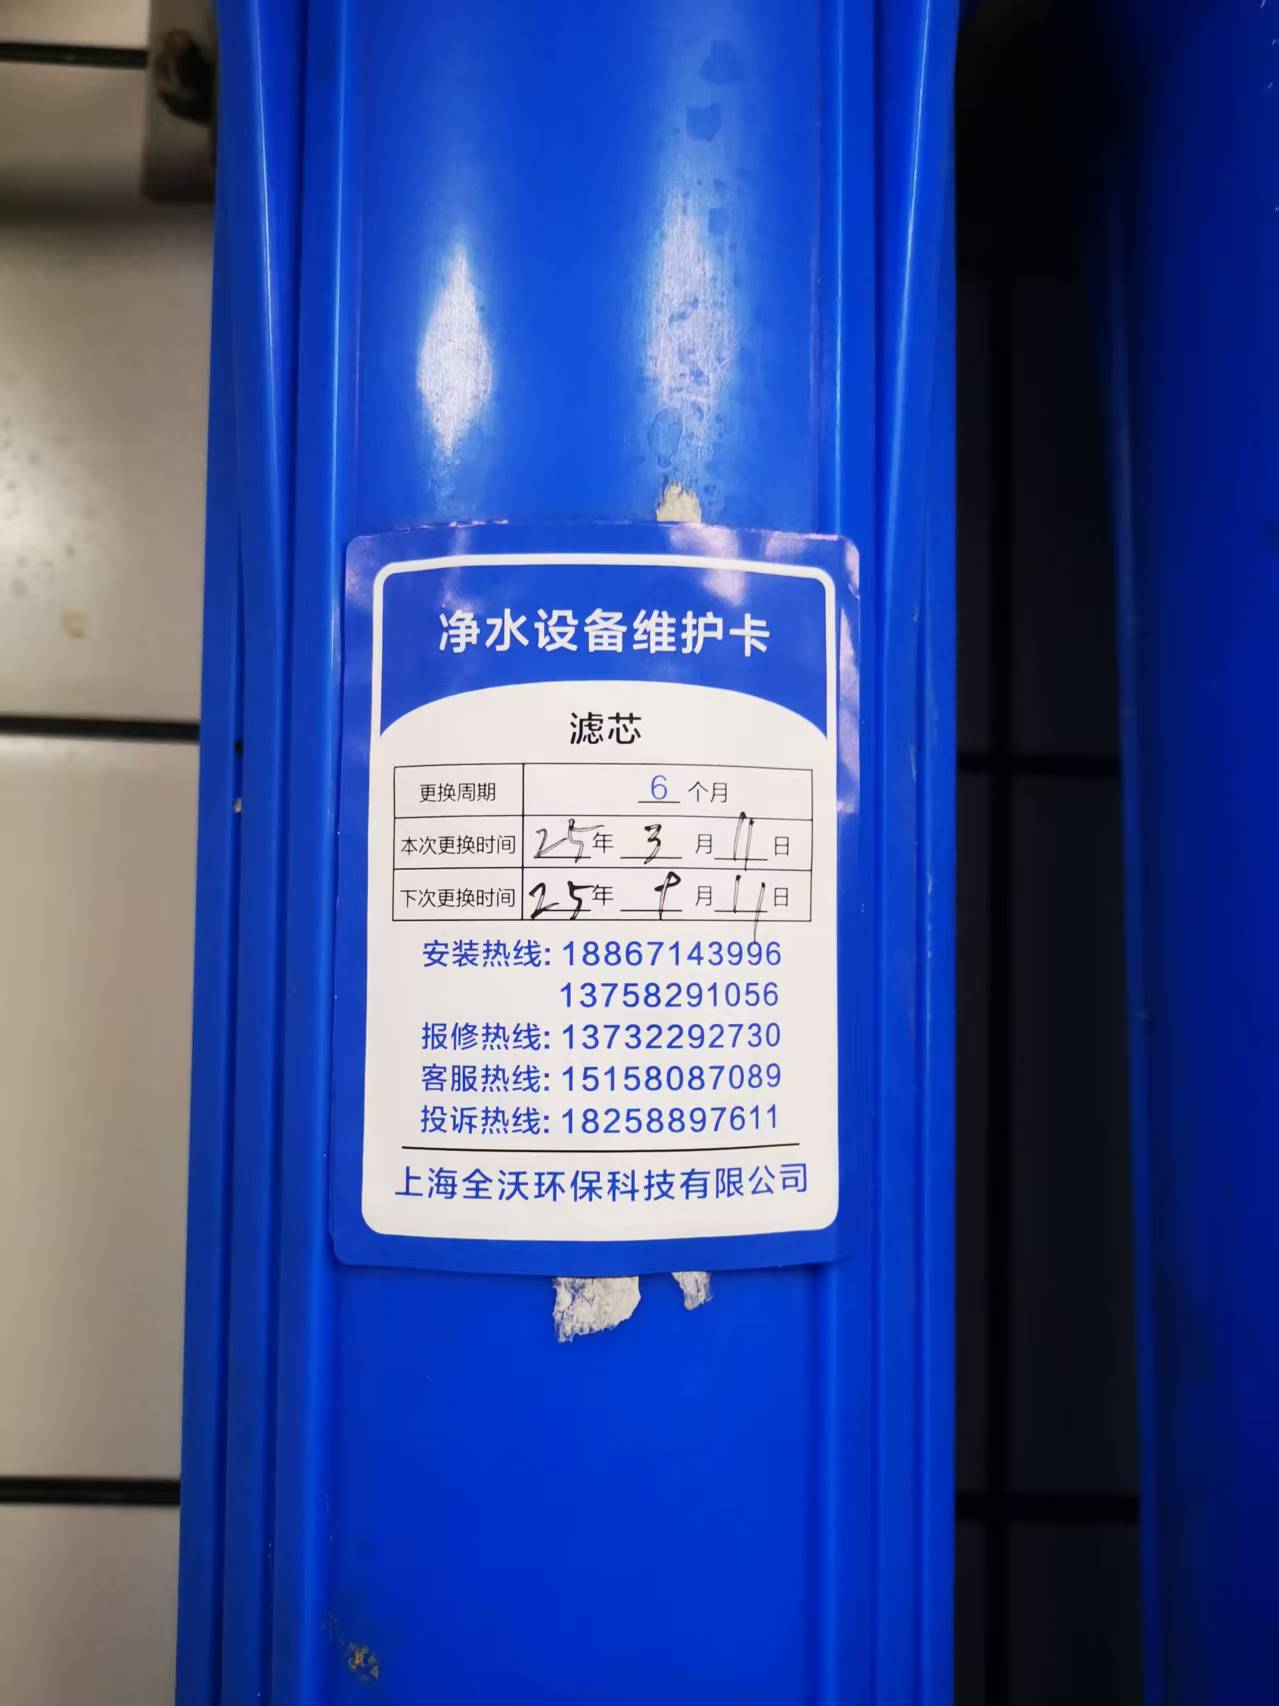 净水设备维护卡
滤芯
更换周期 6 个月
本次更换时间 25年 3 月 11 日
下次更换时间 25年 9 月 11 日
安装热线: 18867143996
13758291056
报修热线: 13732292730
客服热线: 15158087089
投诉热线: 18258897611
上海全沃环保科技有限公司